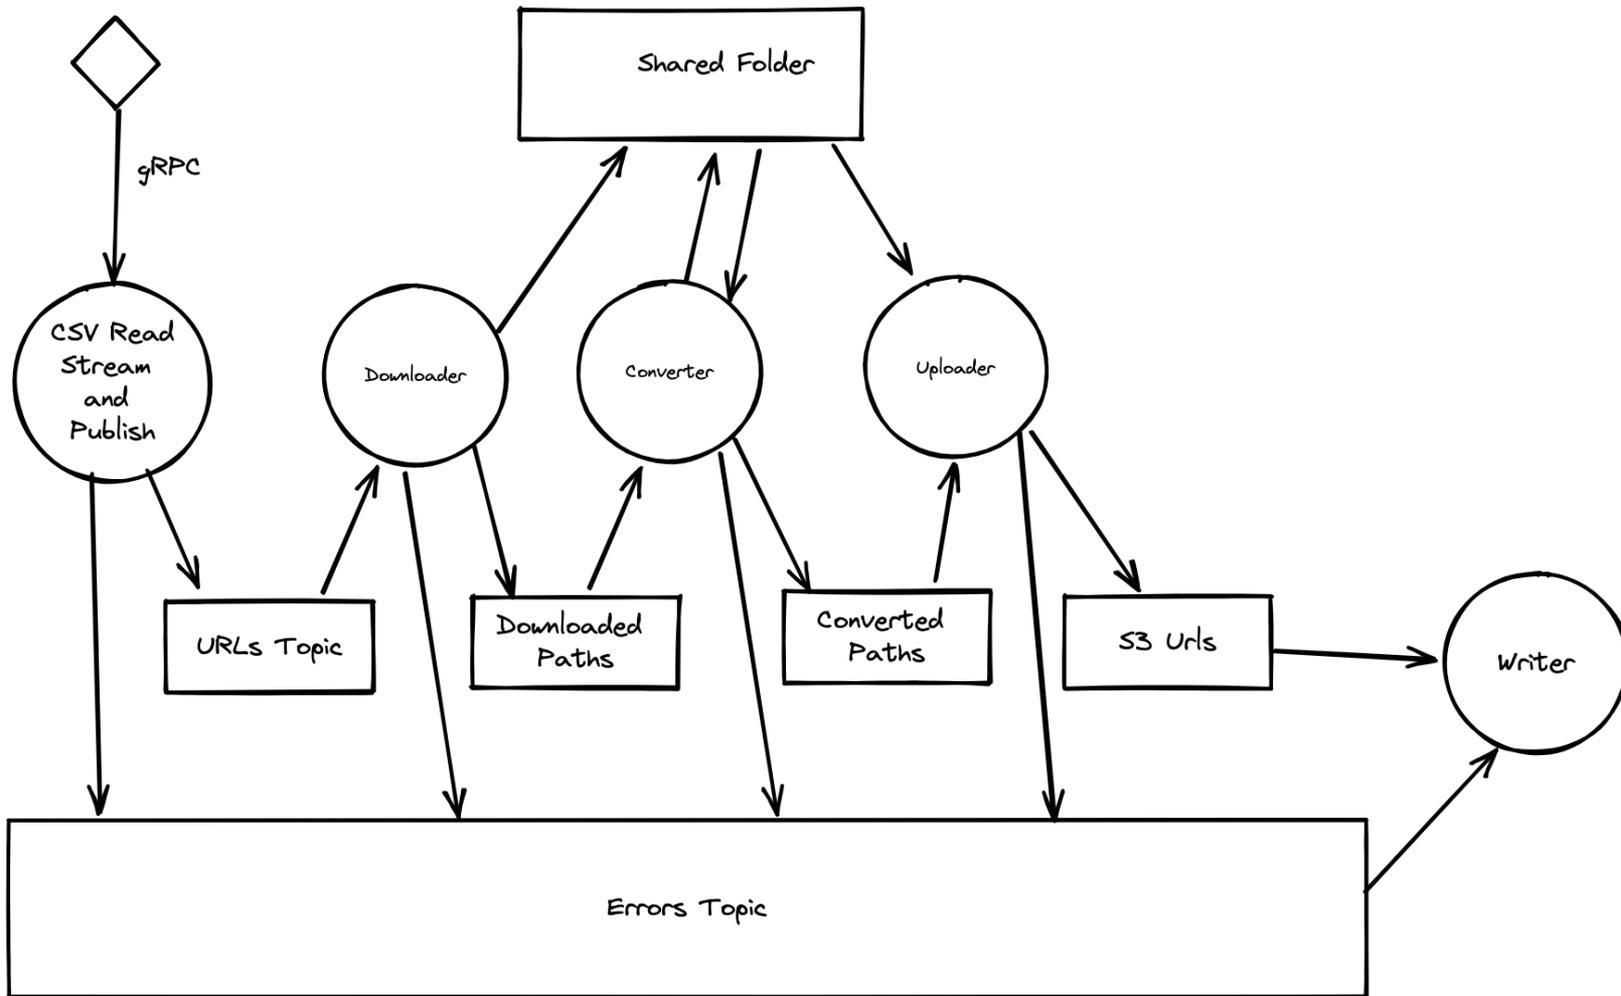 Shared Folder
gRPC
CSV Read
Stream
and
Publish
Downloader
Converter
Uploader
URLs Topic
Downloaded
Paths
Converted
Paths
S3 Urls
Writer
Errors Topic